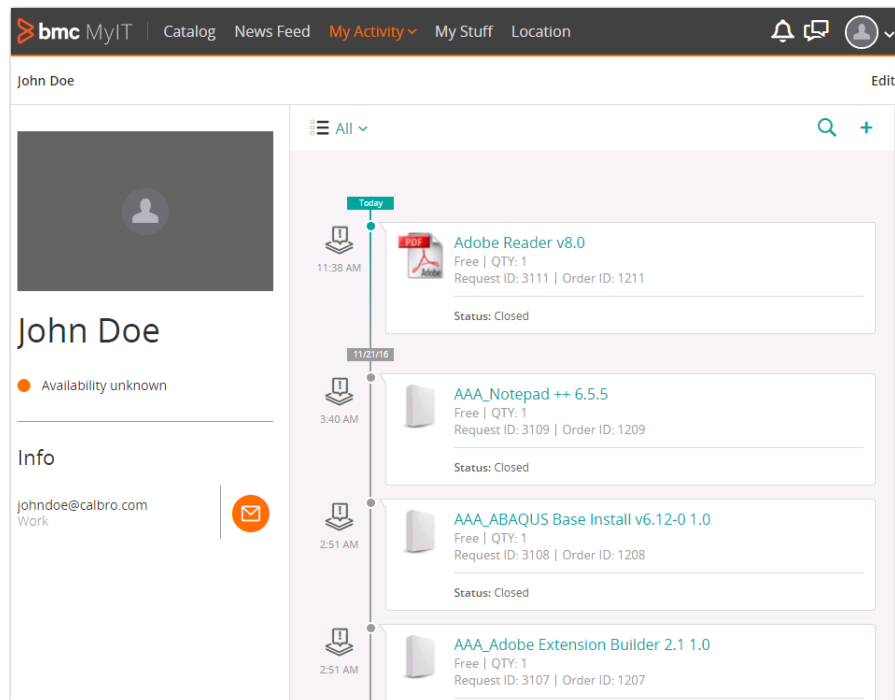 bmc MyIT Catalog News Feed My Activity My Stuff Location
John Doe Edit
All
Today
PDF
Adobe
Adobe Reader v8.0
Free | QTY: 1
11:38 AM
Request ID: 3111 | Order ID: 1211
Status: Closed
John Doe
11/21/16
Availability unknown
AAA_Notepad ++ 6.5.5
Free | QTY: 1
3:40 AM
Request ID: 3109 | Order ID: 1209
Info
Status: Closed
johndoe@calbro.com
Work
AAA_ABAQUS Base Install v6.12-0 1.0
Free | QTY: 1
2:51 AM
Request ID: 3108 | Order ID: 1208
Status: Closed
AAA_Adobe Extension Builder 2.1 1.0
Free | QTY: 1
2:51 AM
Request ID: 3107 | Order ID: 1207